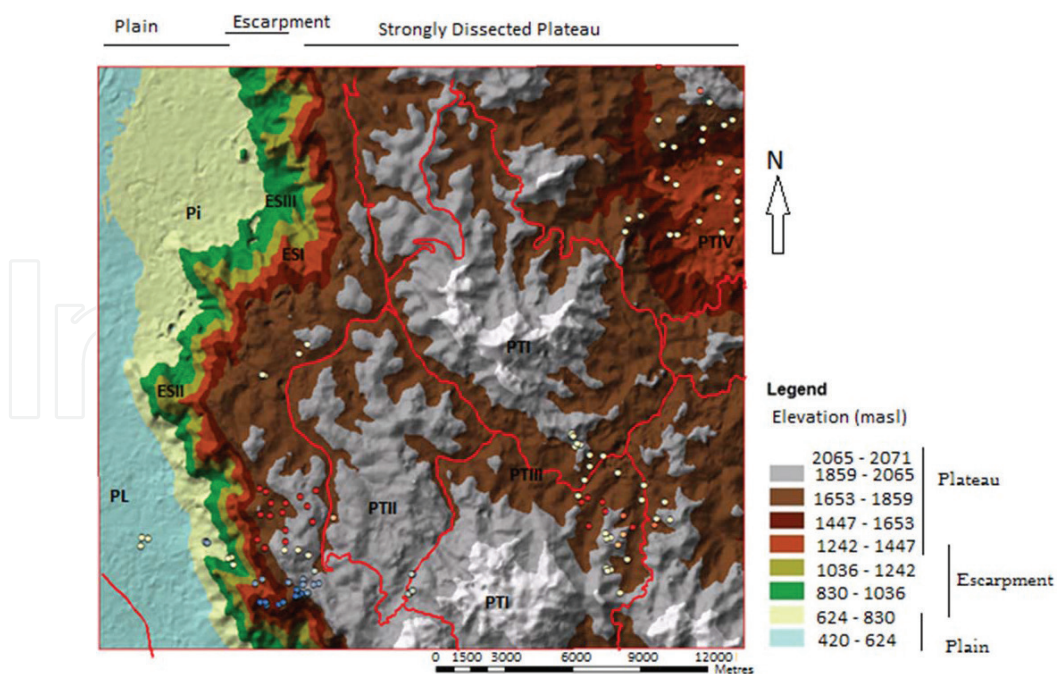 Plain Escarpment Strongly Dissected Plateau
N
Pi
ESIII
ESI
PTIV
PTI
ESII
PTIII
PL
PTII
PTI
In
Legend
Elevation (masl)
2065 - 2071
1859 - 2065
1653 - 1859
1447 - 1653
1242 - 1447
1036 - 1242
830 - 1036
624 - 830
420 - 624
Plateau
Escarpment
Plain
0 1500 3000 6000 9000 12000
Metres